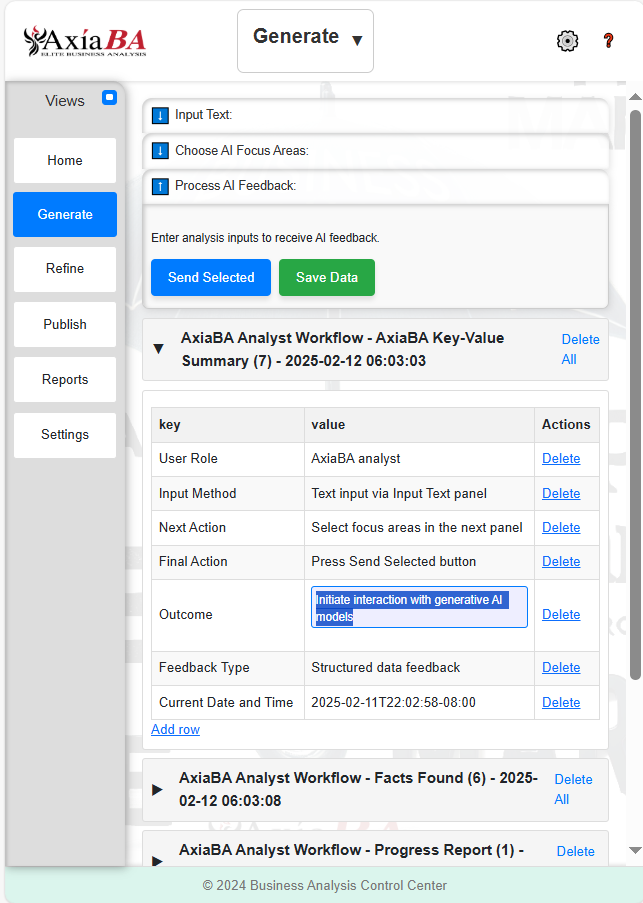 AxíaBA
ELITE BUSINESS ANALYSIS
Generate ▼
?
Views
Home
Generate
Refine
Publish
Reports
Settings
↓ Input Text:
↓ Choose AI Focus Areas:
↑ Process AI Feedback:
Enter analysis inputs to receive AI feedback.
Send Selected Save Data
▼ AxiaBA Analyst Workflow - AxiaBA Key-Value
Summary (7) - 2025-02-12 06:03:03
Delete
All
key value Actions
User Role AxiaBA analyst Delete
Input Method Text input via Input Text panel Delete
Next Action Select focus areas in the next panel Delete
Final Action Press Send Selected button Delete
Outcome Initiate interaction with generative AI
models Delete
Feedback Type Structured data feedback Delete
Current Date and Time 2025-02-11T22:02:58-08:00 Delete
Add row
▶ AxiaBA Analyst Workflow - Facts Found (6) - 2025-
02-12 06:03:08
Delete
All
▶ AxiaBA Analyst Workflow - Progress Report (1) -
Delete
© 2024 Business Analysis Control Center